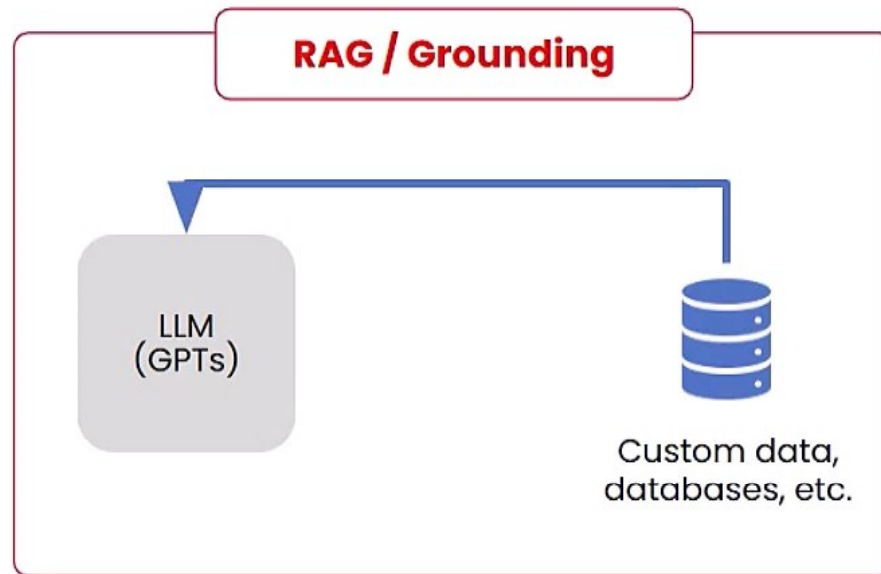 RAG / Grounding
LLM
(GPTs)
Custom data,
databases, etc.